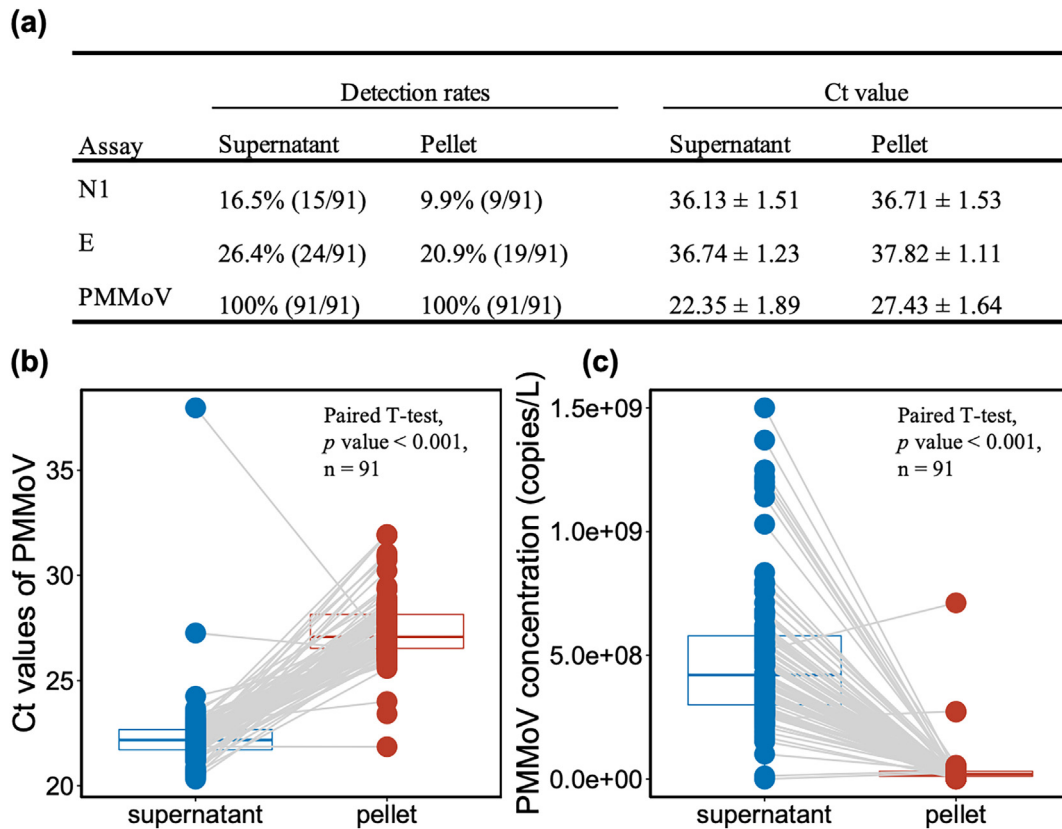 (a)
Detection rates Ct value
Assay Supernatant Pellet Supernatant Pellet
N1 16.5% (15/91) 9.9% (9/91) 36.13 ± 1.51 36.71 ± 1.53
E 26.4% (24/91) 20.9% (19/91) 36.74 ± 1.23 37.82 ± 1.11
PMMoV 100% (91/91) 100% (91/91) 22.35 ± 1.89 27.43 ± 1.64
(b)
Ct values of PMMoV
35
30
25
20
Paired T-test,
p value < 0.001,
n = 91
supernatant pellet
(c)
PMMoV concentration (copies/L)
1.5e+09
1.0e+09
5.0e+08
0.0e+00
Paired T-test,
p value < 0.001,
n = 91
supernatant pellet